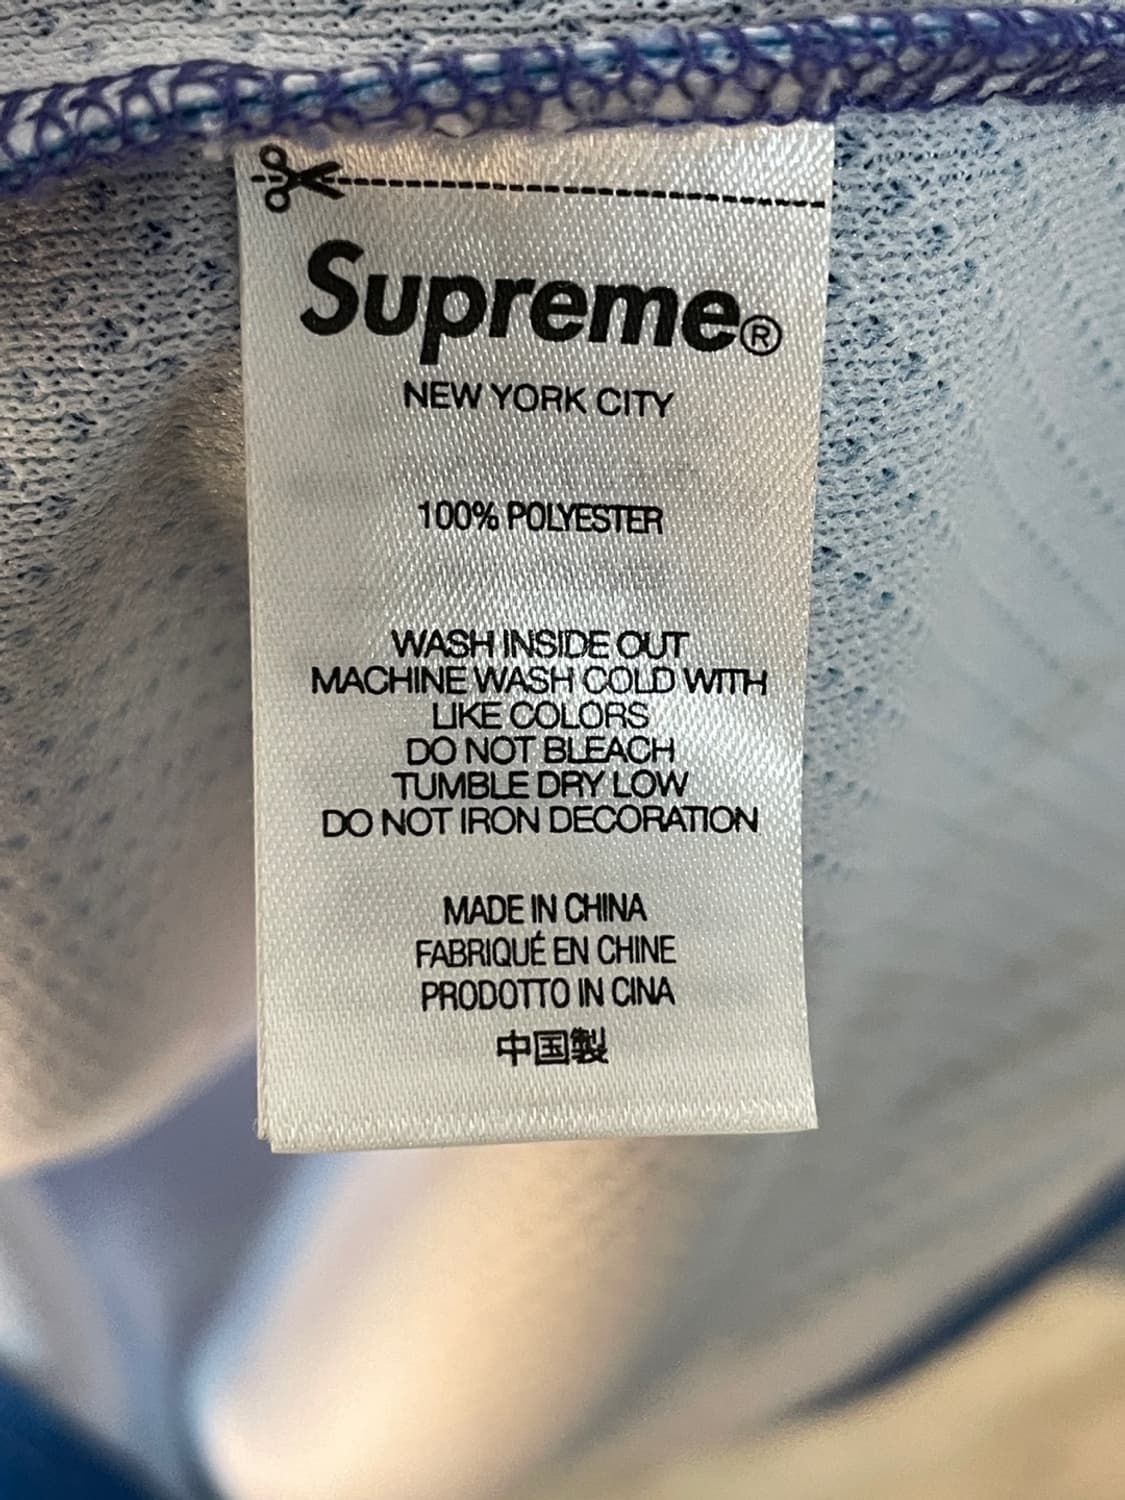 Supreme®
NEW YORK CITY
100% POLYESTER
WASH INSIDE OUT
MACHINE WASH COLD WITH
LIKE COLORS
DO NOT BLEACH
TUMBLE DRY LOW
DO NOT IRON DECORATION
MADE IN CHINA
FABRIQUÉ EN CHINE
PRODOTTO IN CINA
中国製